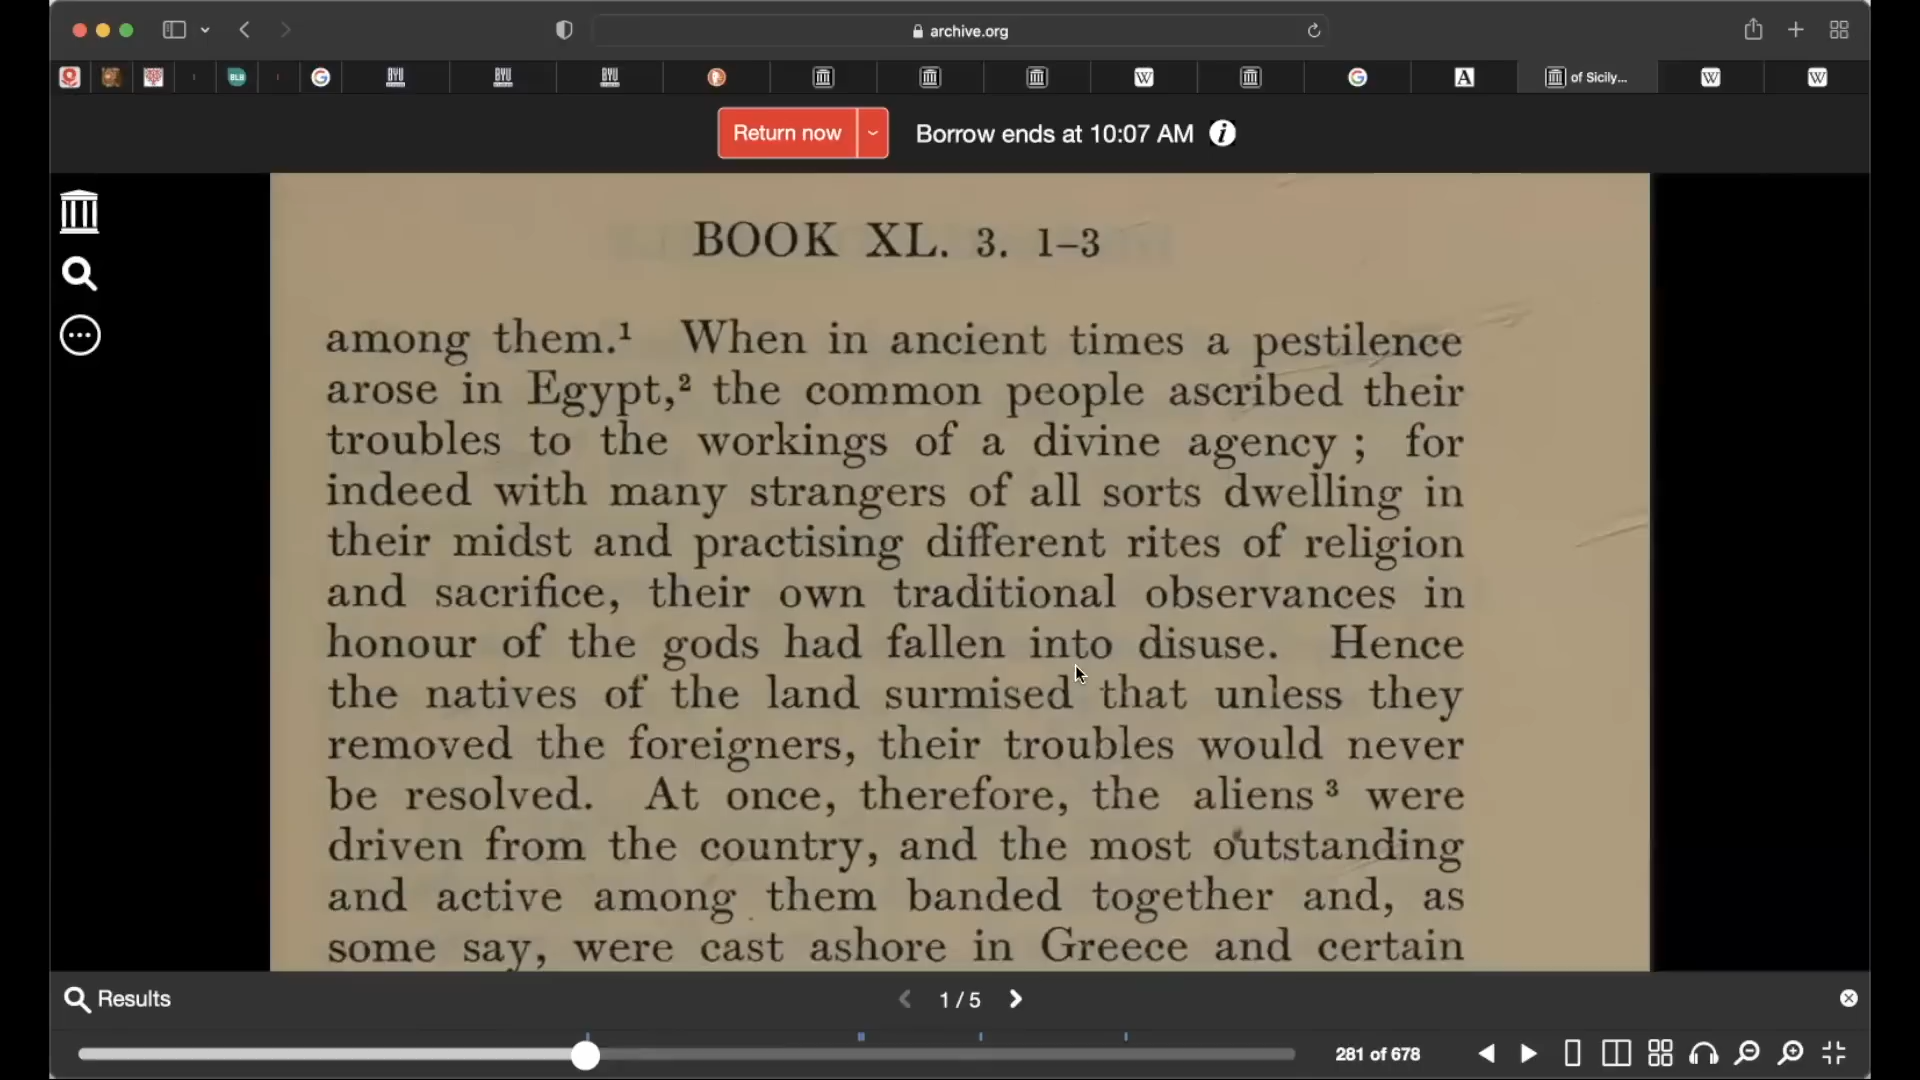 archive.org
BLB
BYU
BYU
BYU
W
A
of Sicily...
W
W
Return now
Borrow ends at 10:07 AM
BOOK XL. 3. 1–3
among them.¹ When in ancient times a pestilence
arose in Egypt,² the common people ascribed their
troubles to the workings of a divine agency ; for
indeed with many strangers of all sorts dwelling in
their midst and practising different rites of religion
and sacrifice, their own traditional observances in
honour of the gods had fallen into disuse. Hence
the natives of the land surmised that unless they
removed the foreigners, their troubles would never
be resolved. At once, therefore, the aliens ³ were
driven from the country, and the most outstanding
and active among them banded together and, as
some say, were cast ashore in Greece and certain
Results
1 / 5
281 of 678